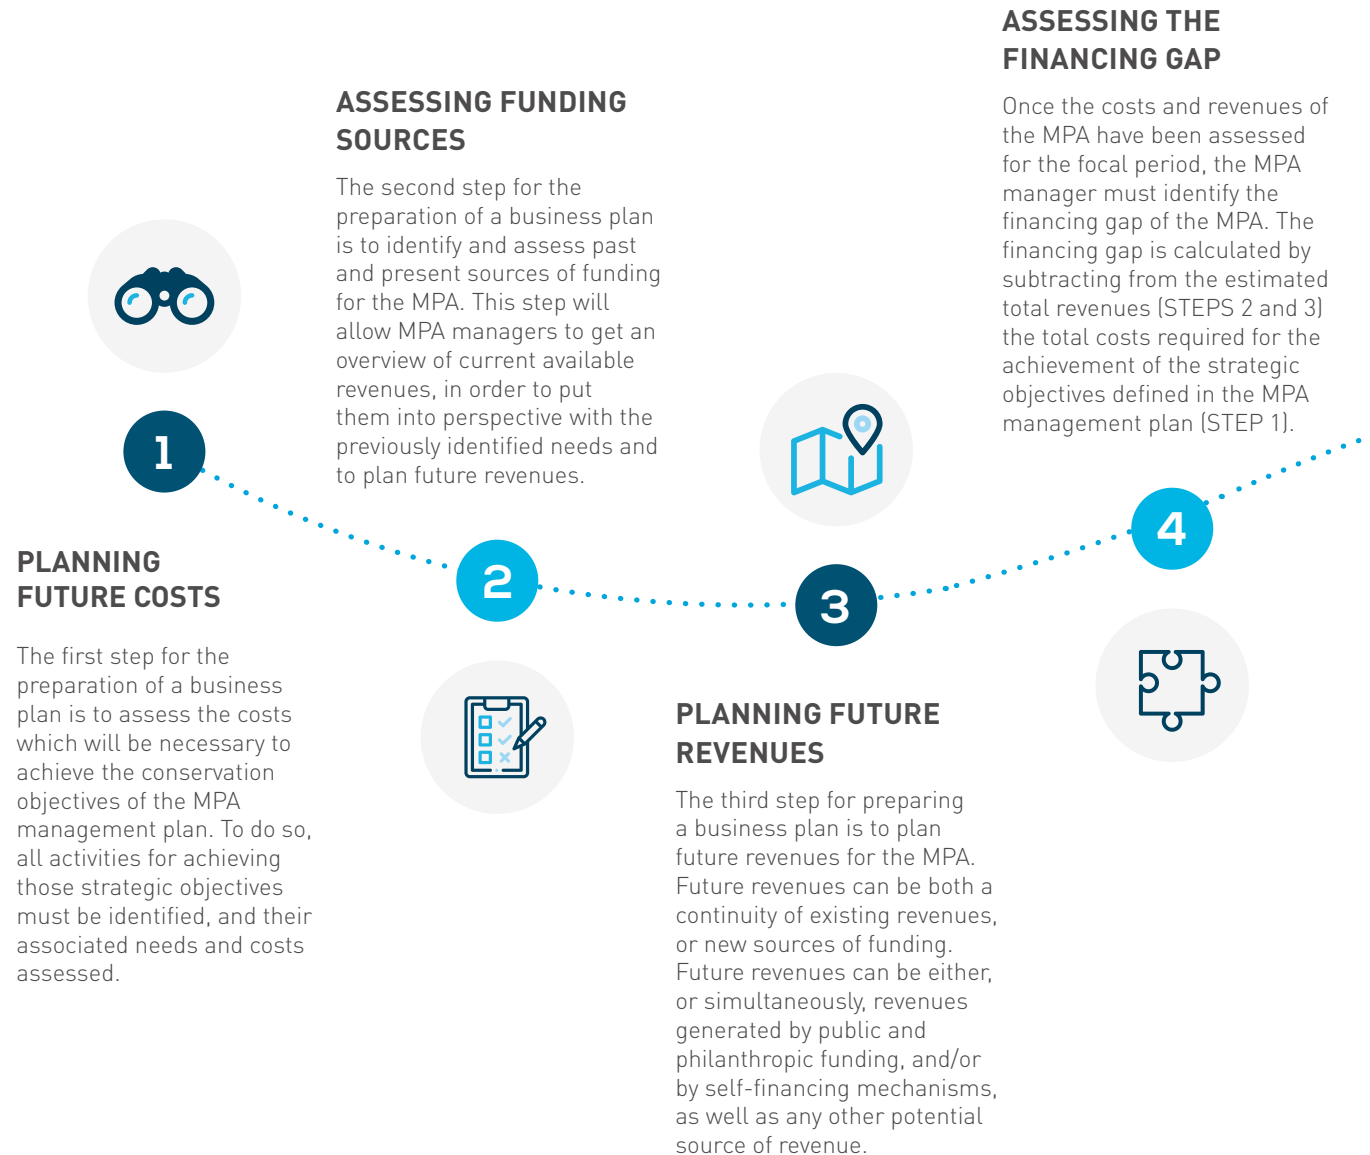 1
PLANNING
FUTURE COSTS
The first step for the
preparation of a business
plan is to assess the costs
which will be necessary to
achieve the conservation
objectives of the MPA
management plan. To do so,
all activities for achieving
those strategic objectives
must be identified, and their
associated needs and costs
assessed.
ASSESSING FUNDING
SOURCES
The second step for the
preparation of a business plan
is to identify and assess past
and present sources of funding
for the MPA. This step will
allow MPA managers to get an
overview of current available
revenues, in order to put
them into perspective with the
previously identified needs and
to plan future revenues.
2
3
PLANNING FUTURE
REVENUES
The third step for preparing
a business plan is to plan
future revenues for the MPA.
Future revenues can be both a
continuity of existing revenues,
or new sources of funding.
Future revenues can be either,
or simultaneously, revenues
generated by public and
philanthropic funding, and/or
by self-financing mechanisms,
as well as any other potential
source of revenue.
ASSESSING THE
FINANCING GAP
Once the costs and revenues of
the MPA have been assessed
for the focal period, the MPA
manager must identify the
financing gap of the MPA. The
financing gap is calculated by
subtracting from the estimated
total revenues (STEPS 2 and 3)
the total costs required for the
achievement of the strategic
objectives defined in the MPA
management plan (STEP 1).
4